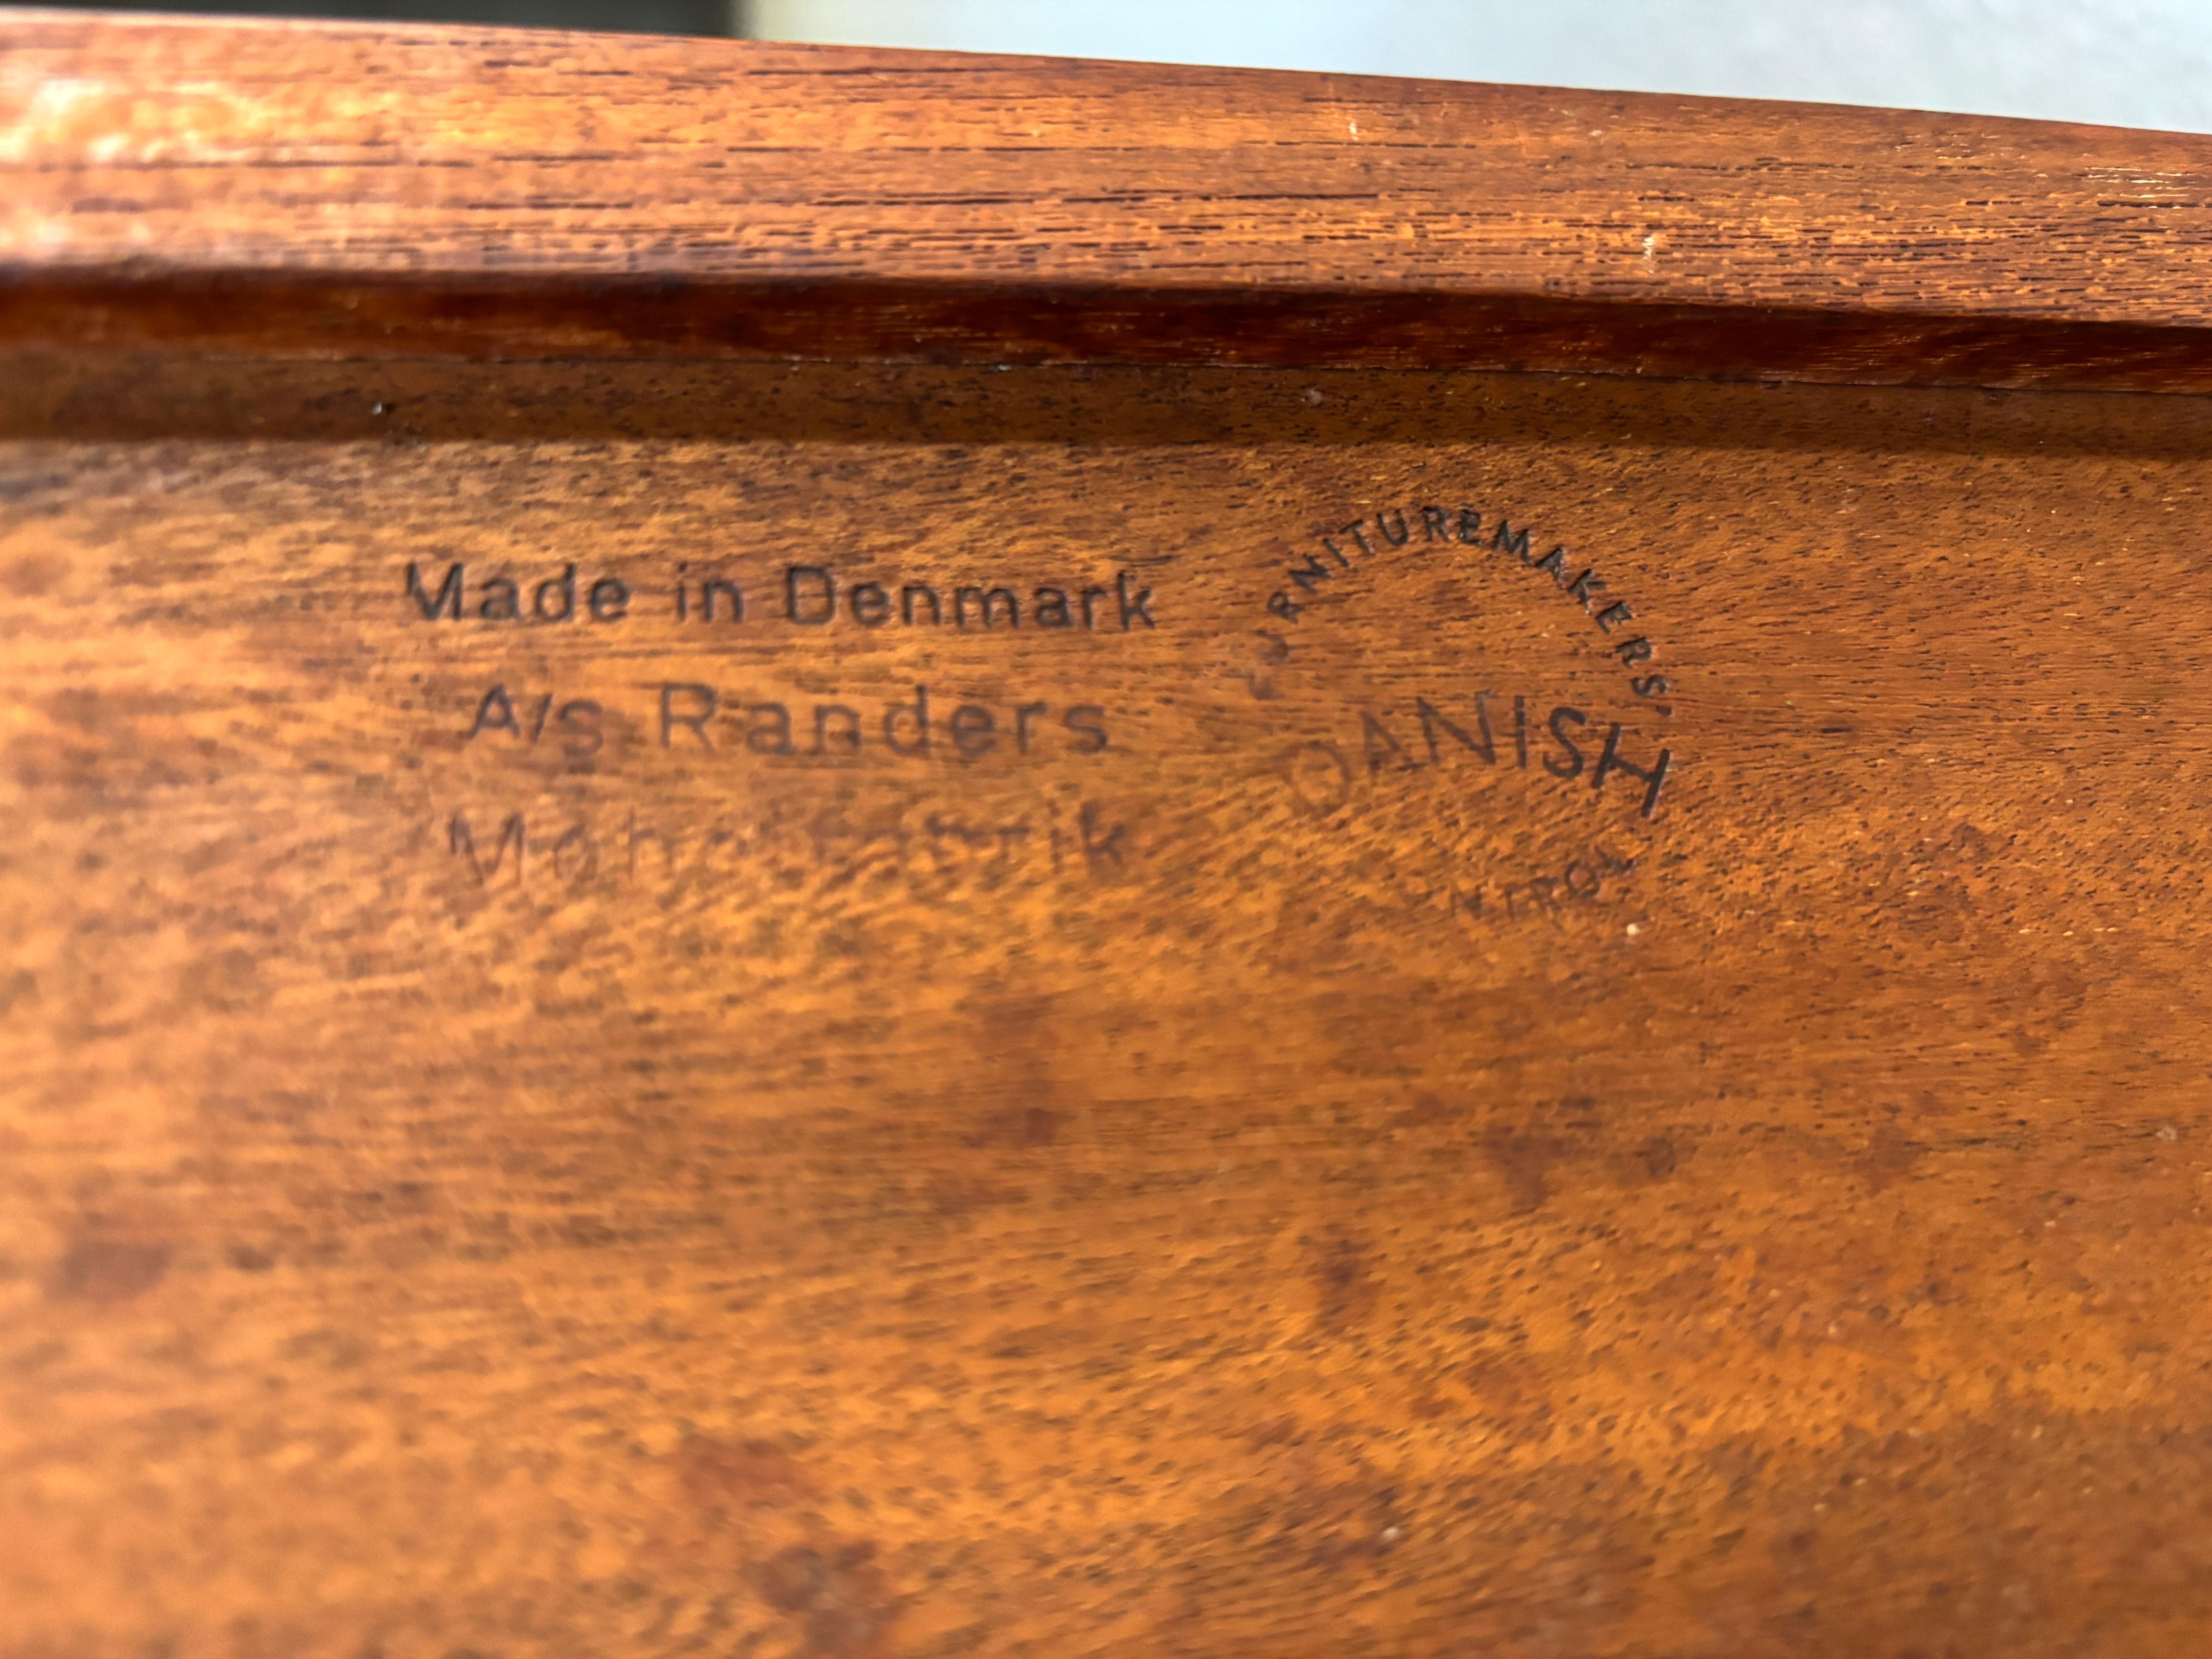 Made in Denmark
A/s Randers
FURNITUREMAKERS'
DANISH